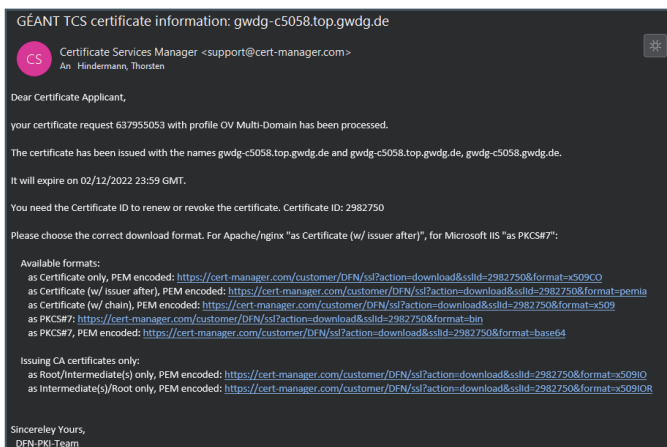 GÉANT TCS certificate information: gwdg-c5058.top.gwdg.de
CS
Certificate Services Manager <support@cert-manager.com>
An Hindermann, Thorsten
Dear Certificate Applicant,
your certificate request 637955053 with profile OV Multi-Domain has been processed.
The certificate has been issued with the names gwdg-c5058.top.gwdg.de and gwdg-c5058.top.gwdg.de, gwdg-c5058.gwdg.de.
It will expire on 02/12/2022 23:59 GMT.
You need the Certificate ID to renew or revoke the certificate. Certificate ID: 2982750
Please choose the correct download format. For Apache/nginx "as Certificate (w/ issuer after)", for Microsoft IIS "as PKCS#7":
Available formats:
as Certificate only, PEM encoded: https://cert-manager.com/customer/DFN/ssl?action=download&sslId=2982750&format=x509CO
as Certificate (w/ issuer after), PEM encoded: https://cert-manager.com/customer/DFN/ssl?action=download&sslId=2982750&format=pemia
as Certificate (w/ chain), PEM encoded: https://cert-manager.com/customer/DFN/ssl?action=download&sslId=2982750&format=x509
as PKCS#7: https://cert-manager.com/customer/DFN/ssl?action=download&sslId=2982750&format=bin
as PKCS#7, PEM encoded: https://cert-manager.com/customer/DFN/ssl?action=download&sslId=2982750&format=base64
Issuing CA certificates only:
as Root/Intermediate(s) only, PEM encoded: https://cert-manager.com/customer/DFN/ssl?action=download&sslId=2982750&format=x509IO
as Intermediate(s)/Root only, PEM encoded: https://cert-manager.com/customer/DFN/ssl?action=download&sslId=2982750&format=x509IOR
Sincereley Yours,
DFN-PKI-Team